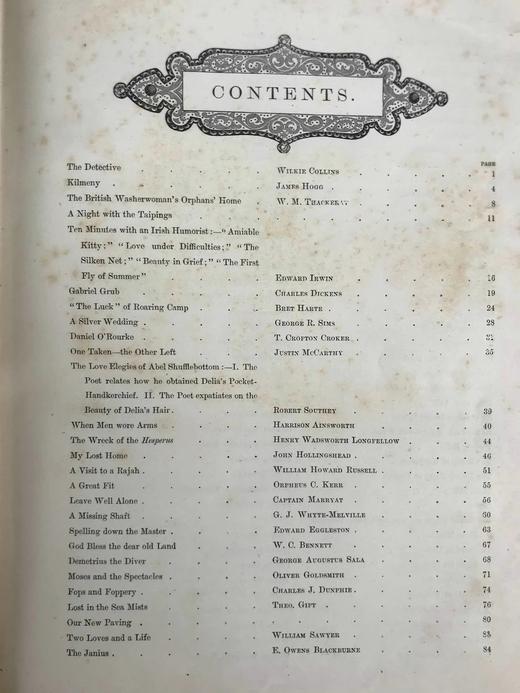 CONTENTS.
PAGE
The Detective . . . . Wilkie Collins . . . . 1
Kilmeny . . . . . James Hogg . . . . 4
The British Washerwoman's Orphans' Home . . W. M. Thackeray . . . . 8
A Night with the Taipings . . . . . . . . . 11
Ten Minutes with an Irish Humorist:—"Amiable
Kitty;" "Love under Difficulties;" "The
Silken Net;" "Beauty in Grief;" "The First
Fly of Summer" . . . . Edward Irwin . . . . 16
Gabriel Grub . . . . Charles Dickens . . . . 19
"The Luck" of Roaring Camp . . . Bret Harte . . . . 24
A Silver Wedding . . . . George R. Sims . . . . 28
Daniel O'Rourke . . . . T. Crofton Croker . . . 31
One Taken—the Other Left . . . Justin McCarthy . . . 35
The Love Elegies of Abel Shufflebottom:—I. The
Poet relates how he obtained Delia's Pocket-
Handkerchief. II. The Poet expatiates on the
Beauty of Delia's Hair . . . . Robert Southey . . . . 39
When Men wore Arms . . . . Harrison Ainsworth . . . 40
The Wreck of the Hesperus . . . Henry Wadsworth Longfellow . . 44
My Lost Home . . . . John Hollingshead . . . 46
A Visit to a Rajah . . . . William Howard Russell . . . 51
A Great Fit . . . . Orpheus C. Kerr . . . 55
Leave Well Alone . . . . Captain Marryat . . . 56
A Missing Shaft . . . . G. J. Whyte-Melville . . . 60
Spelling down the Master . . . . Edward Eggleston . . . 63
God Bless the dear old Land . . . W. C. Bennett . . . . 67
Demetrius the Diver . . . . George Augustus Sala . . . 68
Moses and the Spectacles . . . . Oliver Goldsmith . . . 71
Fops and Foppery . . . . Charles J. Dunphie . . . 74
Lost in the Sea Mists . . . . Theo. Gift . . . . 76
Our New Paving . . . . . . . . . 80
Two Loves and a Life . . . . William Sawyer . . . . 83
The Janius . . . . . E. Owens Blackburne . . . 84